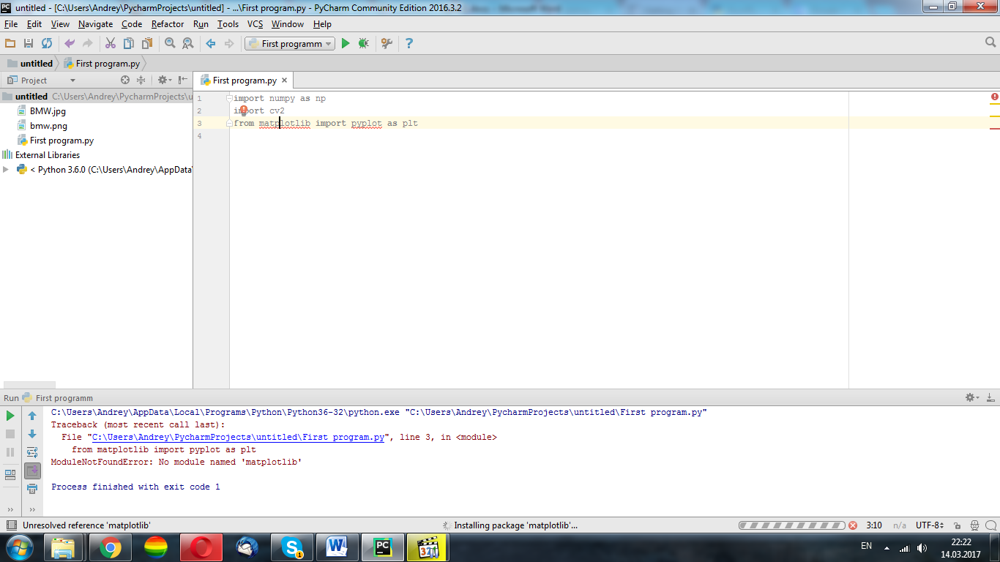 untitled - [C:\Users\Andrey\PycharmProjects\untitled] - ...\First program.py - PyCharm Community Edition 2016.3.2
File Edit View Navigate Code Refactor Run Tools VCS Window Help
First programm
untitled First program.py
Project First program.py
untitled C:\Users\Andrey\PycharmProjects\u
BMW.jpg
bmw.png
First program.py
External Libraries
< Python 3.6.0 (C:\Users\Andrey\AppData\
1 import numpy as np
2 import cv2
3 from matplotlib import pyplot as plt
4
Run First programm
C:\Users\Andrey\AppData\Local\Programs\Python\Python36-32\python.exe "C:\Users\Andrey\PycharmProjects\untitled\First program.py"
Traceback (most recent call last):
File "C:\Users\Andrey\PycharmProjects\untitled\First program.py", line 3, in <module>
from matplotlib import pyplot as plt
ModuleNotFoundError: No module named 'matplotlib'
Process finished with exit code 1
Unresolved reference 'matplotlib' Installing package 'matplotlib'... 3:10 n/a UTF-8
EN 22:22
14.03.2017